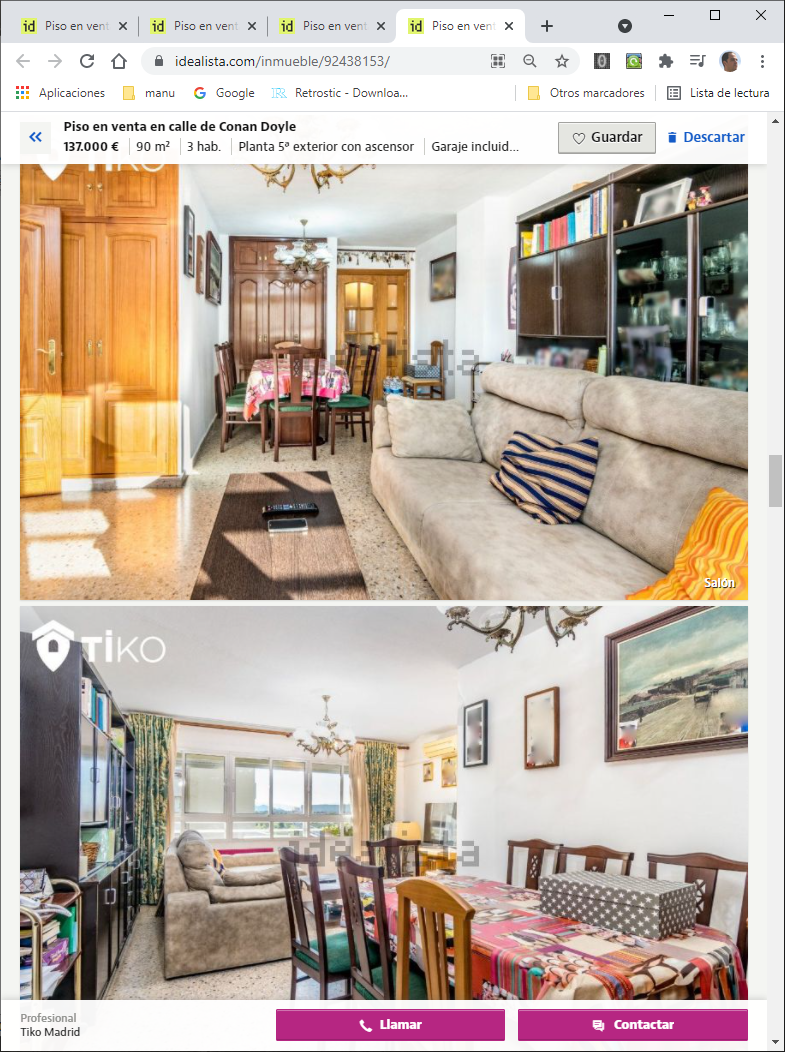 id Piso en vent
id Piso en vent
id Piso en vent
id Piso en vent
idealista.com/inmueble/92438153/
Aplicaciones
manu
Google
Retrostic - Downloa...
Otros marcadores
Lista de lectura
Piso en venta en calle de Conan Doyle
137.000 € 90 m² 3 hab. Planta 5ª exterior con ascensor Garaje incluid...
Guardar
Descartar
TiKO
idealista
Salón
TiKO
idealista
Profesional
Tiko Madrid
Llamar
Contactar